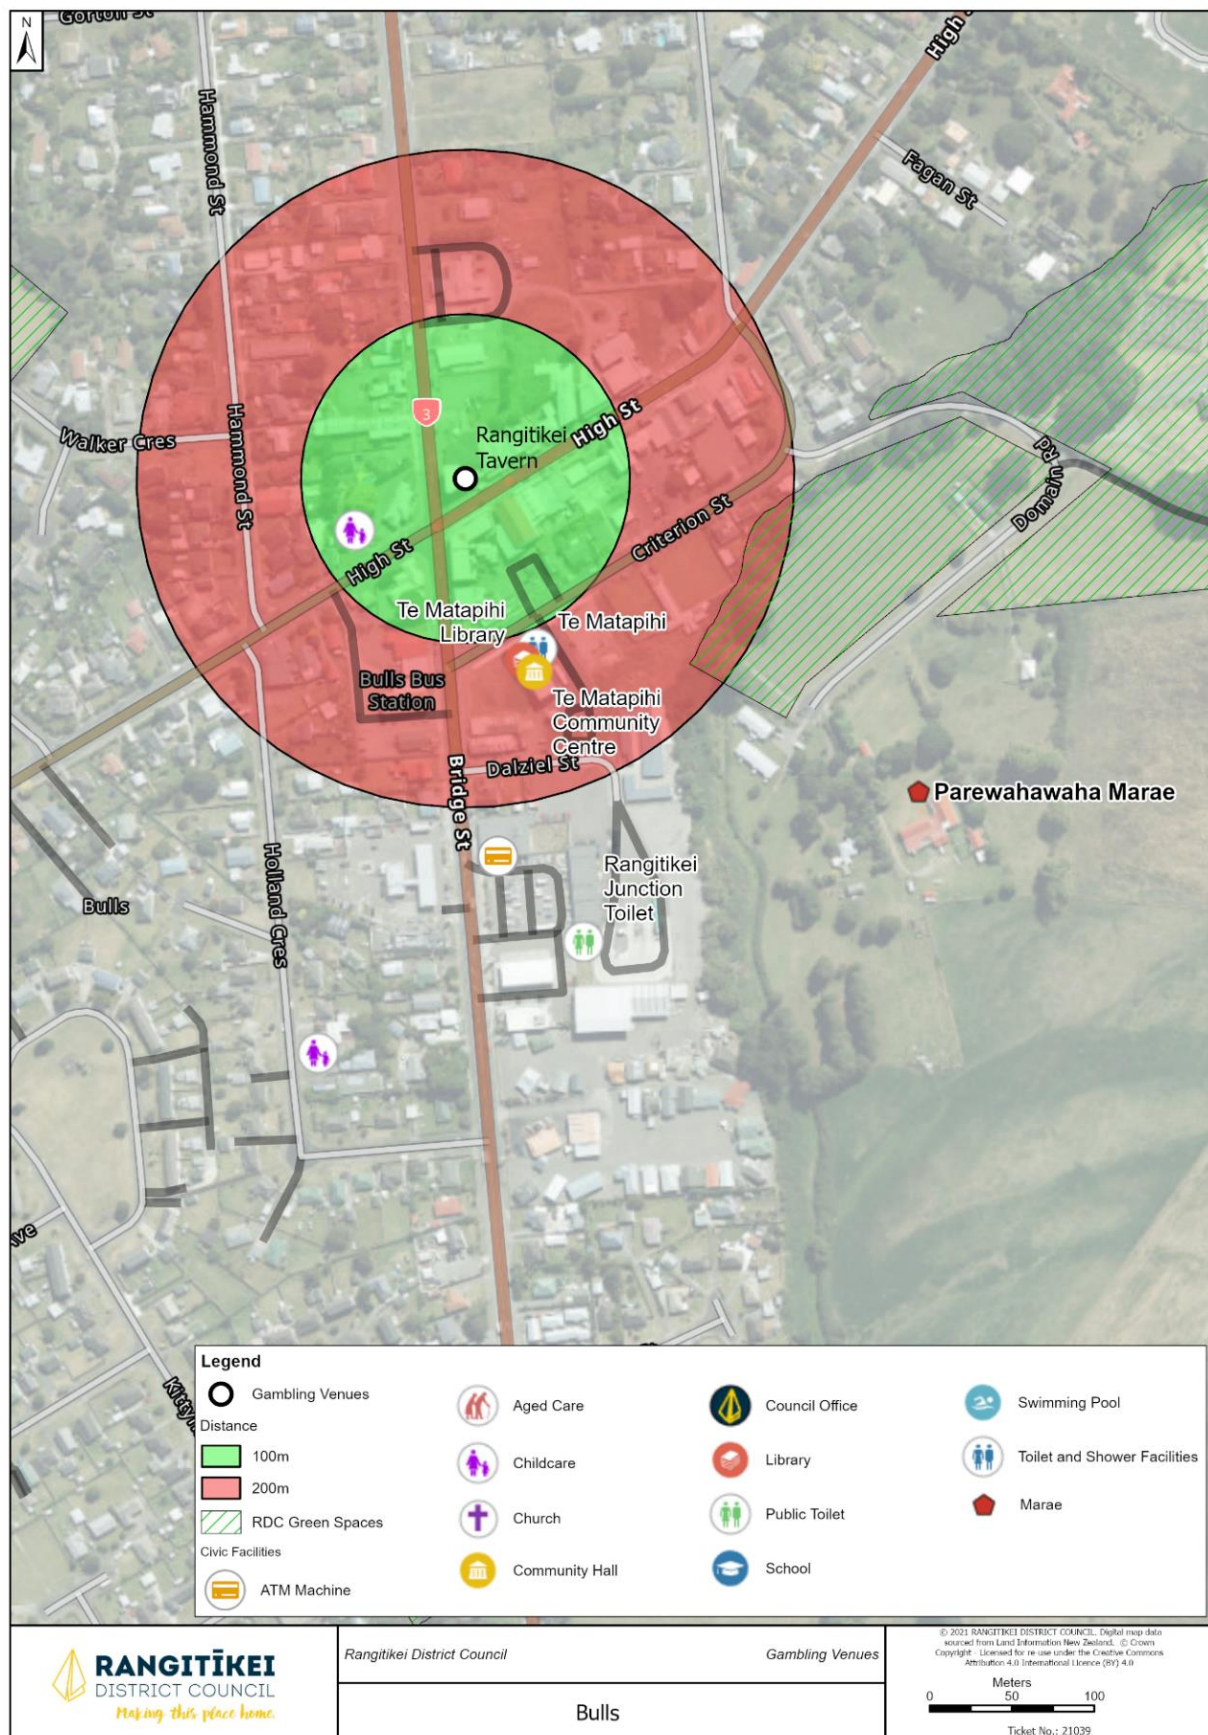 N
Gorton St
High St
Hammond St
Fagan St
3
Rangitikei
Tavern
High St
Walker Cres
Hammond St
Domain Rd
Criterion St
High St
Te Matapihi
Library
Te Matapihi
Bulls Bus
Station
Te Matapihi
Community
Centre
Dalziel St
Bridge St
Parewahawaha Marae
Rangitikei
Junction
Toilet
Bulls
Holland Cres
Legend
Gambling Venues
Distance
100m
200m
RDC Green Spaces
Civic Facilities
ATM Machine
Aged Care
Childcare
Church
Community Hall
Council Office
Library
Public Toilet
School
Swimming Pool
Toilet and Shower Facilities
Marae
RANGITĪKEI
DISTRICT COUNCIL
Making this place home.
Rangitikei District Council
Gambling Venues
Bulls
© 2021 RANGITIKEI DISTRICT COUNCIL. Digital map data
sourced from Land Information New Zealand. © Crown
Copyright - Licensed for re-use under the Creative Commons
Attribution 4.0 International Licence (BY) 4.0
Meters
0 50 100
Ticket No.: 21039